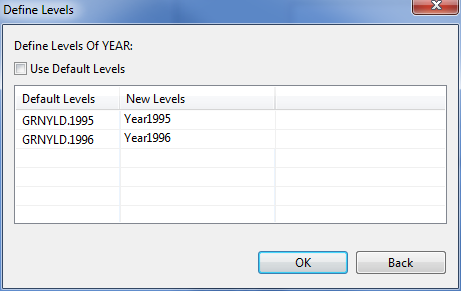 Define Levels
Define Levels Of YEAR:
Use Default Levels
Default Levels New Levels
GRNYLD.1995 Year1995
GRNYLD.1996 Year1996
OK Back